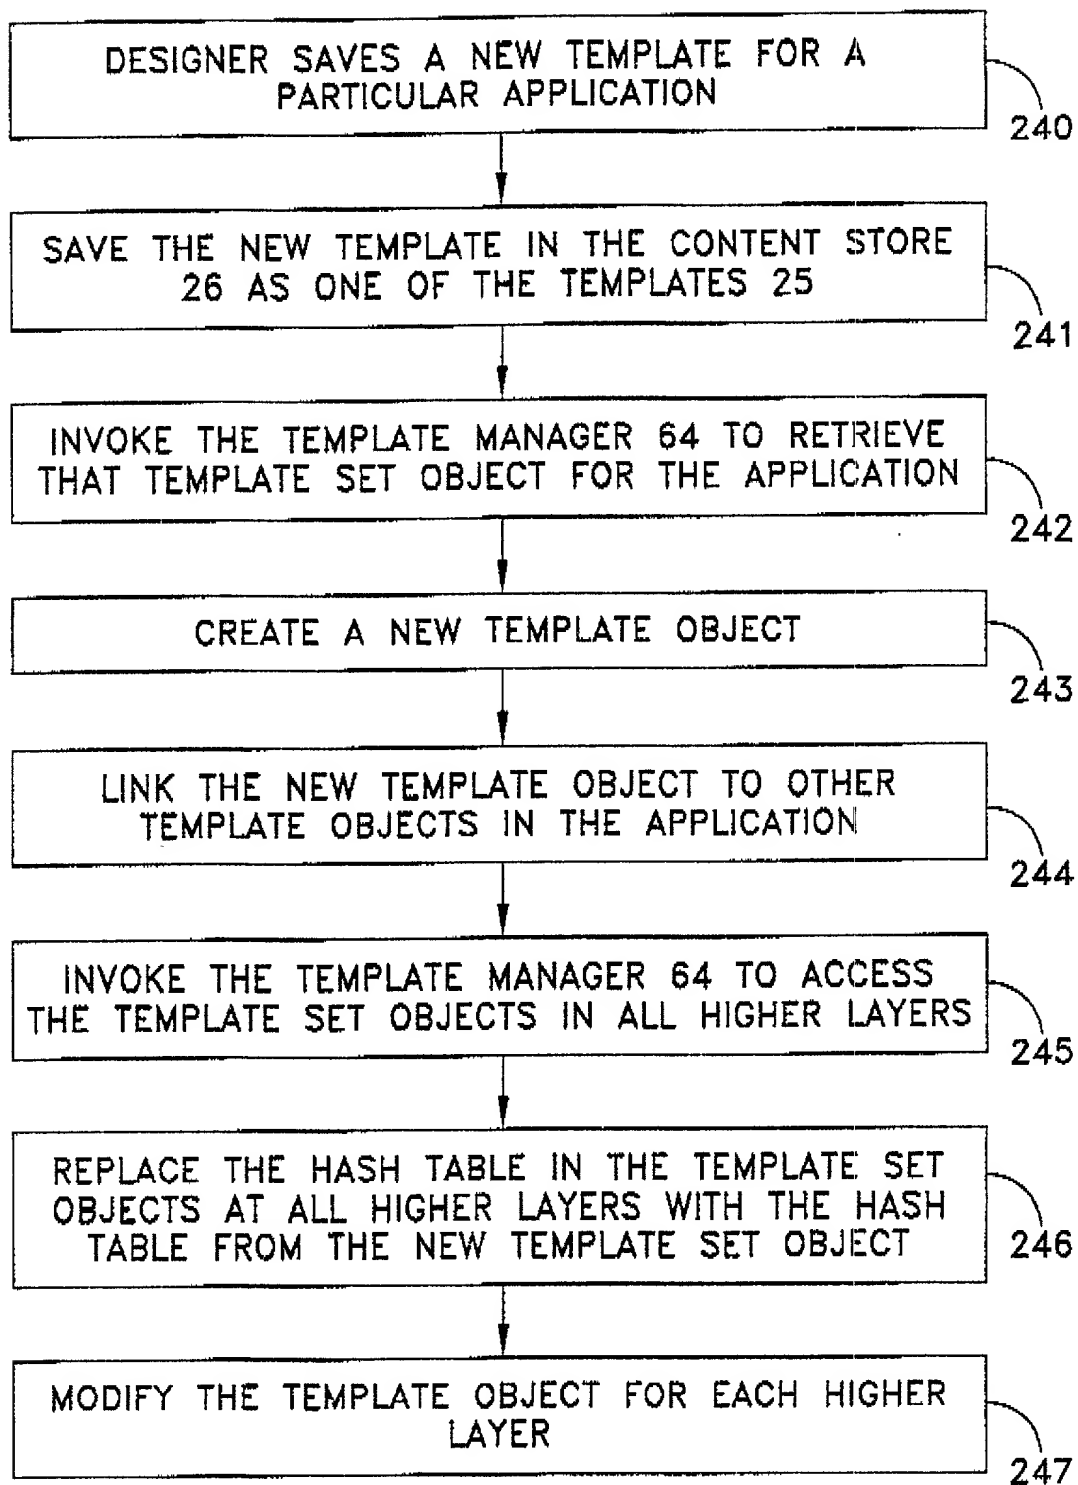 DESIGNER SAVES A NEW TEMPLATE FOR A
PARTICULAR APPLICATION
240
SAVE THE NEW TEMPLATE IN THE CONTENT STORE
26 AS ONE OF THE TEMPLATES 25
241
INVOKE THE TEMPLATE MANAGER 64 TO RETRIEVE
THAT TEMPLATE SET OBJECT FOR THE APPLICATION
242
CREATE A NEW TEMPLATE OBJECT
243
LINK THE NEW TEMPLATE OBJECT TO OTHER
TEMPLATE OBJECTS IN THE APPLICATION
244
INVOKE THE TEMPLATE MANAGER 64 TO ACCESS
THE TEMPLATE SET OBJECTS IN ALL HIGHER LAYERS
245
REPLACE THE HASH TABLE IN THE TEMPLATE SET
OBJECTS AT ALL HIGHER LAYERS WITH THE HASH
TABLE FROM THE NEW TEMPLATE SET OBJECT
246
MODIFY THE TEMPLATE OBJECT FOR EACH HIGHER
LAYER
247